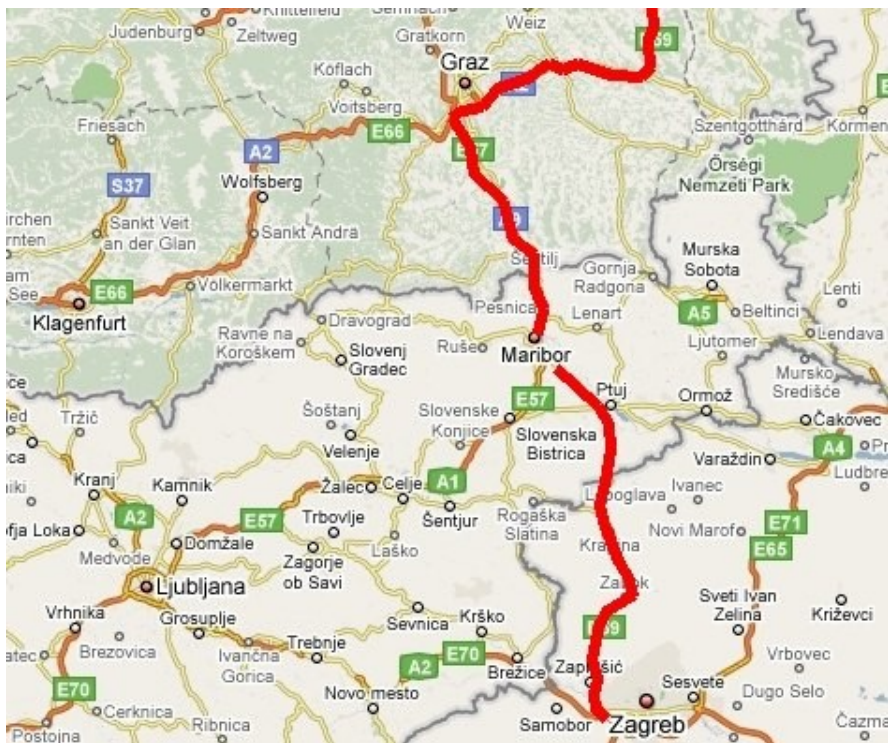 Knittelfeld
Semriach
Judenburg
Zeltweg
Gratkorn
Weiz
E59
Graz
Köflach
Voitsberg
Friesach
E66
E57
Szentgotthárd
Körmen
A2
Őrségi
Nemzeti Park
S37
Wolfsberg
Sankt Veit
an der Glan
Sankt Andrä
A9
Šentilj
Murska
Sobota
Gornja
Radgona
See
E66
Völkermarkt
Lenti
Klagenfurt
Pesnica
A5
Beltinci
Dravograd
Lenart
Ravne na
Koroškem
Ruše
Lendava
Slovenj
Gradec
Maribor
Ljutomer
Mursko
Središče
Ptuj
Ormož
E57
Šoštanj
Slovenske
Konjice
Tržič
Čakovec
Velenje
Slovenska
Bistrica
A4
Varaždin
Kranj
Kamnik
Žalec
Celje
A1
Ludbre
Ivanec
Šentjur
Rogaška
Slatina
Lepoglava
A2
E57
Trbovlje
E71
Novi Marof
Domžale
Laško
Krapina
E65
Medvode
Zagorje
ob Savi
Ljubljana
Zabok
Sveti Ivan
Zelina
Križevci
Vrhnika
Grosuplje
Sevnica
Krško
E59
Brezovica
Trebnje
Ivančna
Gorica
A2
E70
Brežice
Zaprešić
Vrbovec
E70
Novo mesto
Sesvete
Dugo Selo
Cerknica
Samobor
Zagreb
Postojna
Ribnica
Čazma